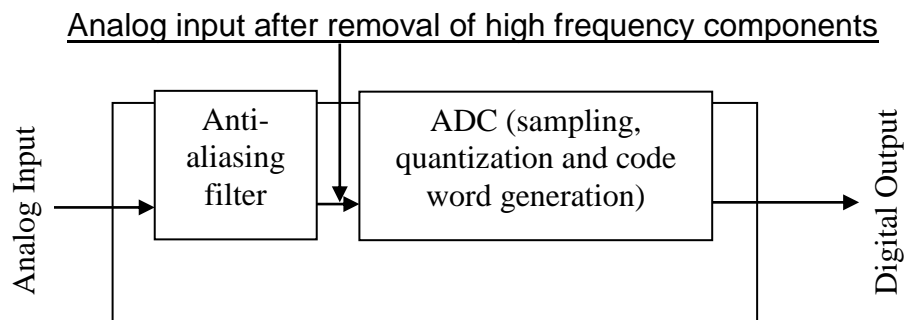 Analog input after removal of high frequency components
Analog Input
Anti-
aliasing
filter
ADC (sampling,
quantization and code
word generation)
Digital Output